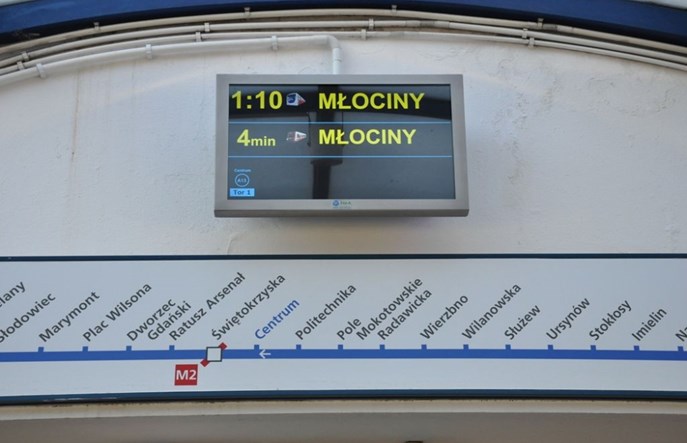 1:10 MŁOCINY
4min MŁOCINY
Centrum
Tor 1
Słodowiec
Marymont
Plac Wilsona
Dworzec
Gdański
Ratusz Arsenał
Świętokrzyska
Centrum
Politechnika
Pole
Mokotowskie
Racławicka
Wierzbno
Wilanowska
Służew
Ursynów
Stokłosy
Imielin
M2